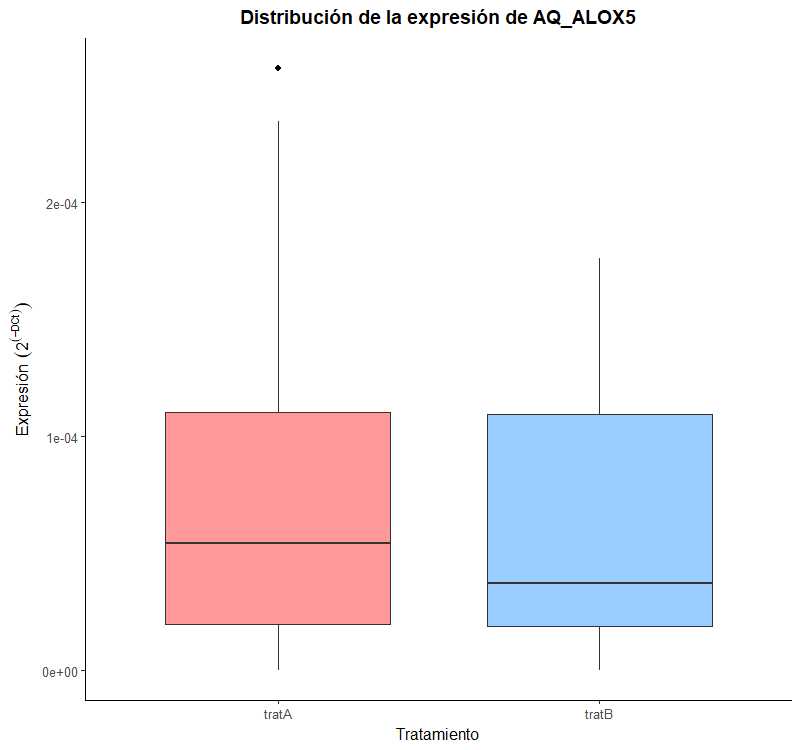 Distribución de la expresión de AQ_ALOX5
Expresión (2^(−DCt))
2e-04
1e-04
0e+00
tratA tratB
Tratamiento